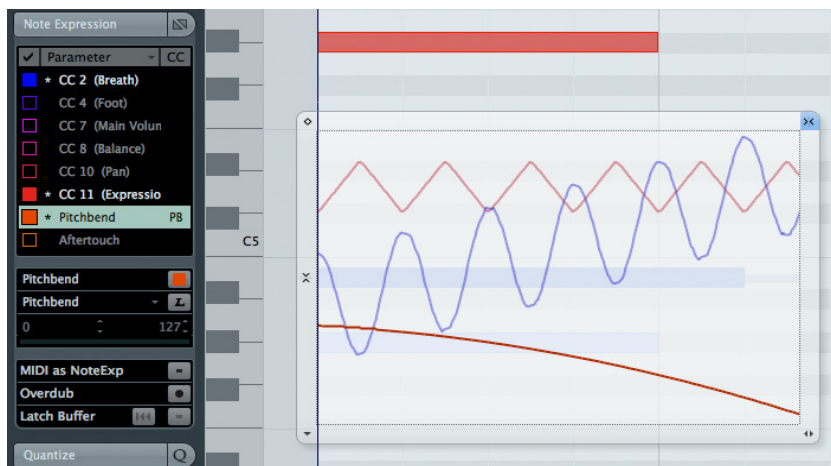 Note Expression
Parameter CC
* CC 2 (Breath)
CC 4 (Foot)
CC 7 (Main Volun
CC 8 (Balance)
CC 10 (Pan)
* CC 11 (Expressio
* Pitchbend PB
Aftertouch
C5
Pitchbend
Pitchbend L
0 127
MIDI as NoteExp
Overdub
Latch Buffer
Quantize Q